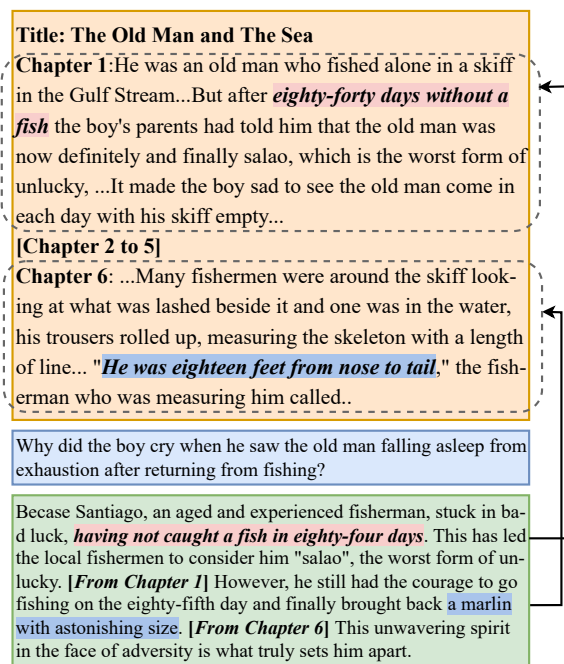 Title: The Old Man and The Sea
Chapter 1:He was an old man who fished alone in a skiff
in the Gulf Stream...But after eighty-forty days without a
fish the boy's parents had told him that the old man was
now definitely and finally salao, which is the worst form of
unlucky, ...It made the boy sad to see the old man come in
each day with his skiff empty...
[Chapter 2 to 5]
Chapter 6: ...Many fishermen were around the skiff look-
ing at what was lashed beside it and one was in the water,
his trousers rolled up, measuring the skeleton with a length
of line... "He was eighteen feet from nose to tail," the fish-
erman who was measuring him called..
Why did the boy cry when he saw the old man falling asleep from
exhaustion after returning from fishing?
Becase Santiago, an aged and experienced fisherman, stuck in ba-
d luck, having not caught a fish in eighty-four days. This has led
the local fishermen to consider him "salao", the worst form of un-
lucky. [From Chapter 1] However, he still had the courage to go
fishing on the eighty-fifth day and finally brought back a marlin
with astonishing size. [From Chapter 6] This unwavering spirit
in the face of adversity is what truly sets him apart.